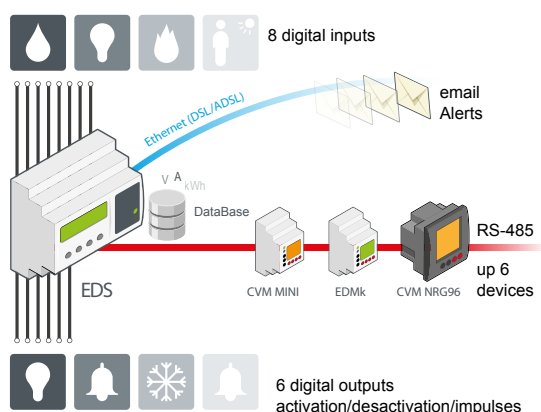 8 digital inputs
Ethernet (DSL/ADSL)
email
Alerts
V A kWh
DataBase
RS-485
EDS
CVM MINI
EDMk
CVM NRG96
up 6
devices
6 digital outputs
activation/desactivation/impulses